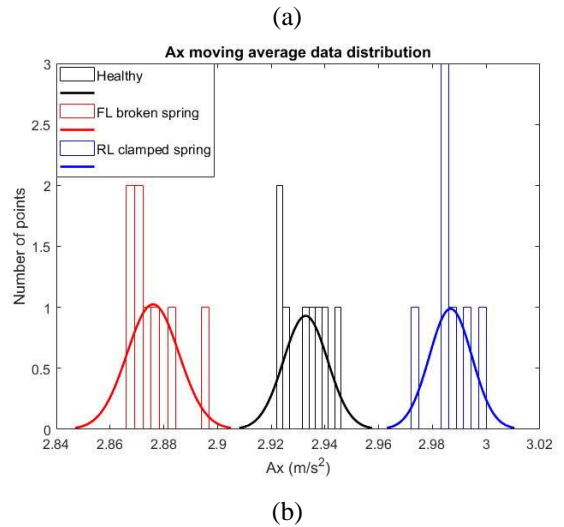 (a)
Ax moving average data distribution
Healthy
FL broken spring
RL clamped spring
Number of points
3
2.5
2
1.5
1
0.5
0
2.84 2.86 2.88 2.9 2.92 2.94 2.96 2.98 3 3.02
Ax (m/s²)
(b)